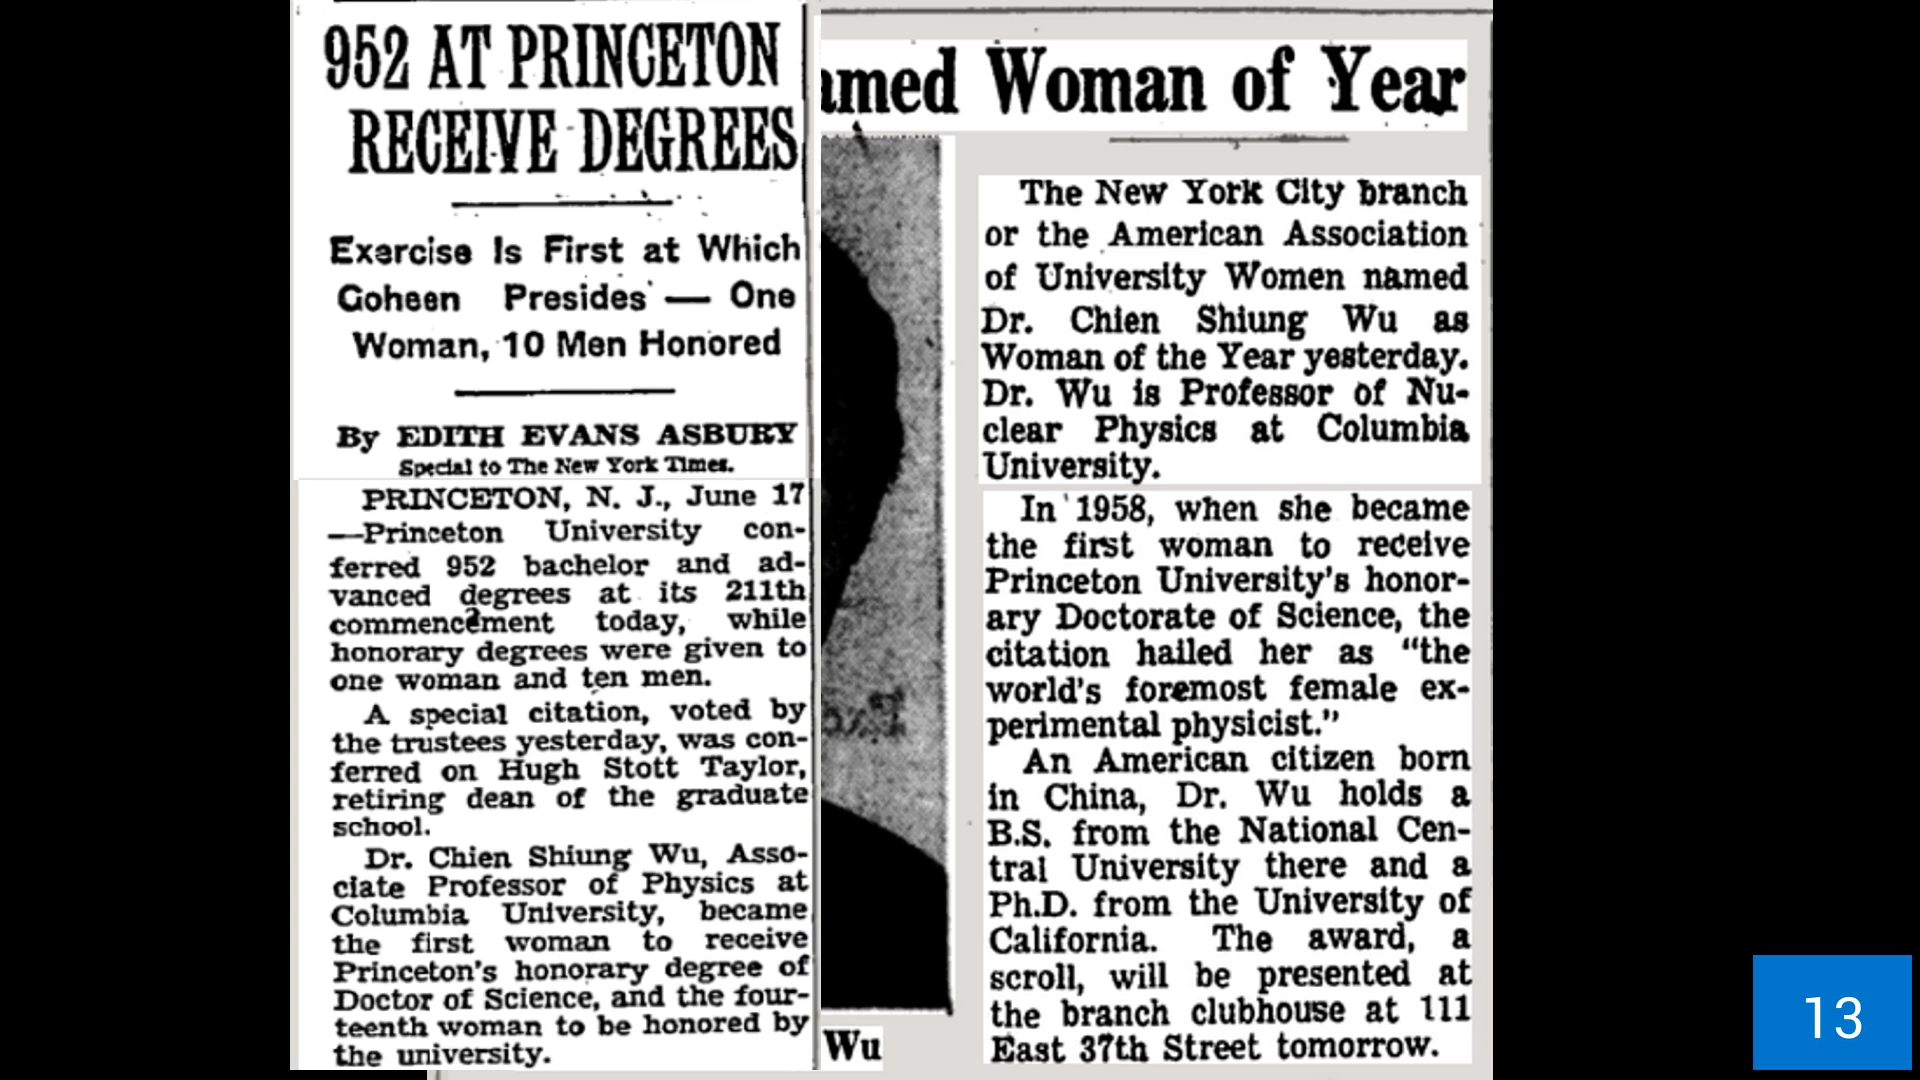 952 AT PRINCETON
RECEIVE DEGREES
Exercise Is First at Which
Goheen Presides — One
Woman, 10 Men Honored
By EDITH EVANS ASBURY
Special to The New York Times.
PRINCETON, N. J., June 17
—Princeton University con-
ferred 952 bachelor and ad-
vanced degrees at its 211th
commencement today, while
honorary degrees were given to
one woman and ten men.
A special citation, voted by
the trustees yesterday, was con-
ferred on Hugh Stott Taylor,
retiring dean of the graduate
school.
Dr. Chien Shiung Wu, Asso-
ciate Professor of Physics at
Columbia University, became
the first woman to receive
Princeton's honorary degree of
Doctor of Science, and the four-
teenth woman to be honored by
the university.
amed Woman of Year
Wu
The New York City branch
or the American Association
of University Women named
Dr. Chien Shiung Wu as
Woman of the Year yesterday.
Dr. Wu is Professor of Nu-
clear Physics at Columbia
University.
In 1958, when she became
the first woman to receive
Princeton University's honor-
ary Doctorate of Science, the
citation hailed her as "the
world's foremost female ex-
perimental physicist."
An American citizen born
in China, Dr. Wu holds a
B.S. from the National Cen-
tral University there and a
Ph.D. from the University of
California. The award, a
scroll, will be presented at
the branch clubhouse at 111
East 37th Street tomorrow.
13